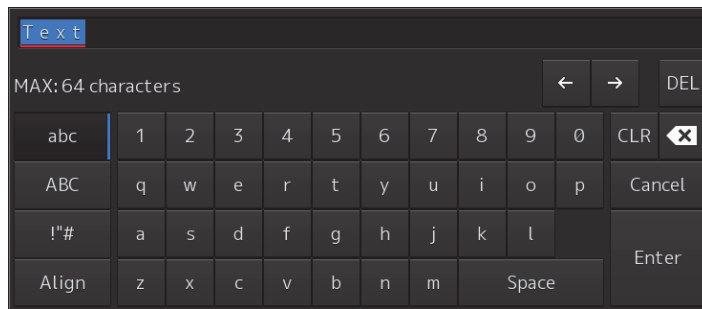 Text
MAX: 64 characters ← → DEL
abc 1 2 3 4 5 6 7 8 9 0 CLR
ABC q w e r t y u i o p Cancel
!"# a s d f g h j k l
Enter
Align z x c v b n m Space